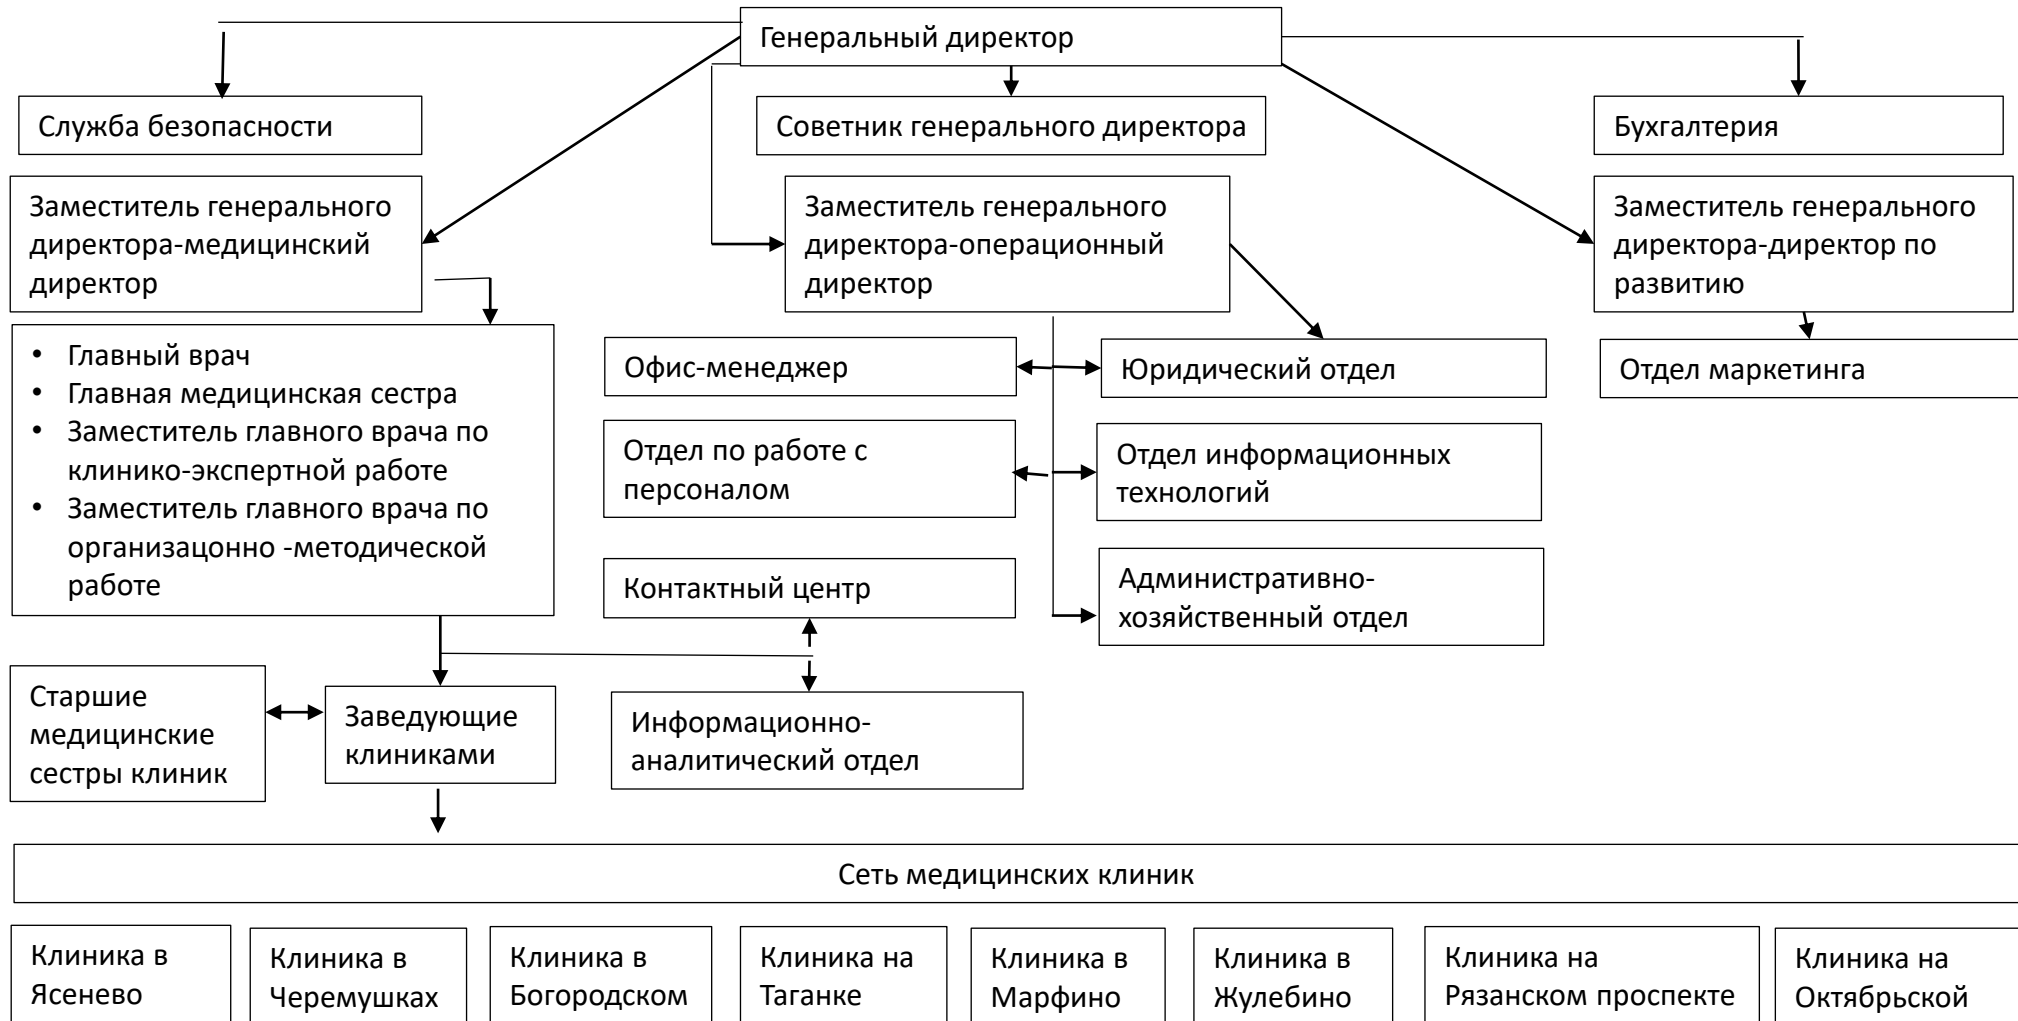 Генеральный директор
Служба безопасности
Советник генерального директора
Бухгалтерия
Заместитель генерального
директора-медицинский
директор
Заместитель генерального
директора-операционный
директор
Заместитель генерального
директора-директор по
развитию
• Главный врач
• Главная медицинская сестра
• Заместитель главного врача по
клинико-экспертной работе
• Заместитель главного врача по
организацонно -методической
работе
Офис-менеджер
Юридический отдел
Отдел маркетинга
Отдел по работе с
персоналом
Отдел информационных
технологий
Контактный центр
Административно-
хозяйственный отдел
Старшие
медицинские
сестры клиник
Заведующие
клиниками
Информационно-
аналитический отдел
Сеть медицинских клиник
Клиника в
Ясенево
Клиника в
Черемушках
Клиника в
Богородском
Клиника на
Таганке
Клиника в
Марфино
Клиника в
Жулебино
Клиника на
Рязанском проспекте
Клиника на
Октябрьской